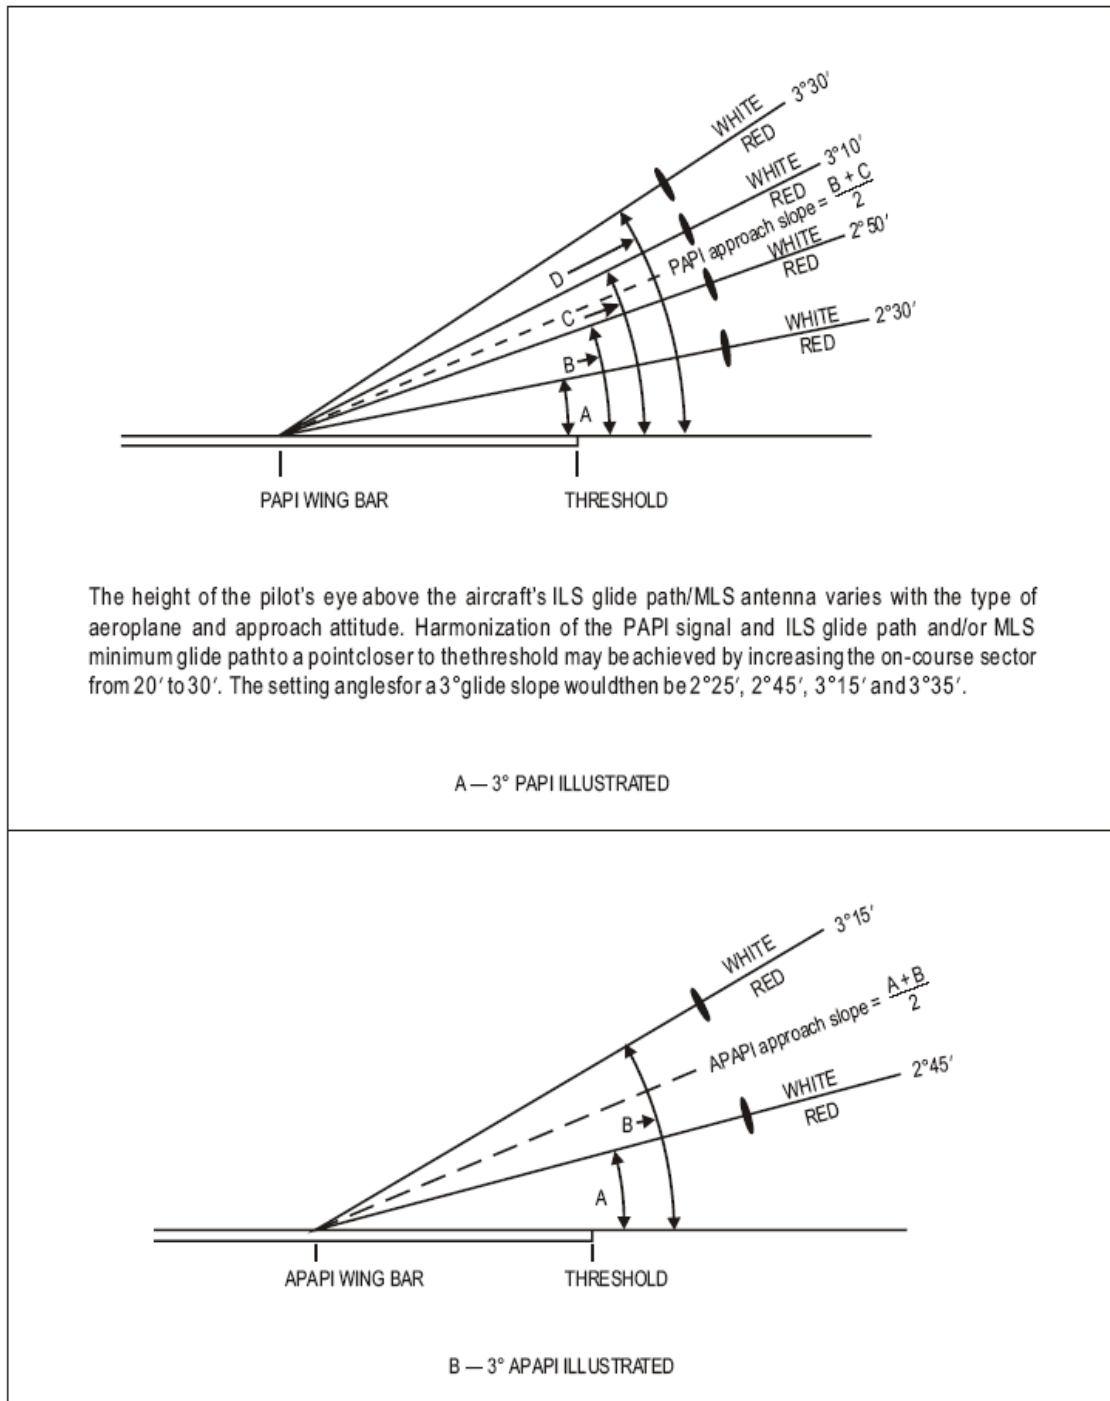 WHITE 3°30′
RED
WHITE 3°10′
RED
PAPI approach slope = B + C
2
WHITE 2°50′
RED
WHITE 2°30′
RED
D
C
B
A
PAPI WING BAR THRESHOLD
The height of the pilot's eye above the aircraft's ILS glide path/MLS antenna varies with the type of
aeroplane and approach attitude. Harmonization of the PAPI signal and ILS glide path and/or MLS
minimum glide path to a point closer to the threshold may be achieved by increasing the on-course sector
from 20′ to 30′. The setting angles for a 3° glide slope would then be 2°25′, 2°45′, 3°15′ and 3°35′.
A — 3° PAPI ILLUSTRATED
WHITE 3°15′
RED
APAPI approach slope = A + B
2
WHITE 2°45′
RED
B
A
APAPI WING BAR THRESHOLD
B — 3° APAPI ILLUSTRATED